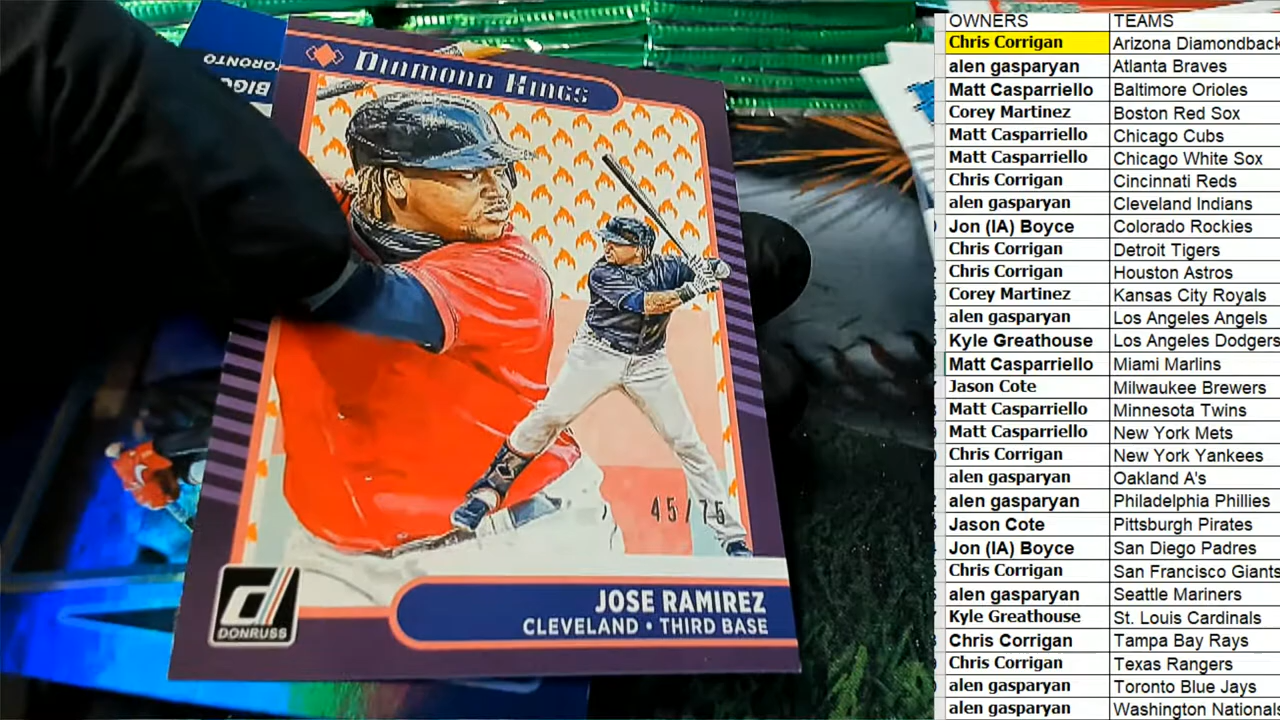 DIAMOND KINGS
TORONTO
45/75
JOSE RAMIREZ
CLEVELAND • THIRD BASE
DONRUSS
OWNERS TEAMS
Chris Corrigan Arizona Diamondback
alen gasparyan Atlanta Braves
Matt Casparriello Baltimore Orioles
Corey Martinez Boston Red Sox
Matt Casparriello Chicago Cubs
Matt Casparriello Chicago White Sox
Chris Corrigan Cincinnati Reds
alen gasparyan Cleveland Indians
Jon (IA) Boyce Colorado Rockies
Chris Corrigan Detroit Tigers
Chris Corrigan Houston Astros
Corey Martinez Kansas City Royals
alen gasparyan Los Angeles Angels
Kyle Greathouse Los Angeles Dodgers
Matt Casparriello Miami Marlins
Jason Cote Milwaukee Brewers
Matt Casparriello Minnesota Twins
Matt Casparriello New York Mets
Chris Corrigan New York Yankees
alen gasparyan Oakland A's
alen gasparyan Philadelphia Phillies
Jason Cote Pittsburgh Pirates
Jon (IA) Boyce San Diego Padres
Chris Corrigan San Francisco Giants
alen gasparyan Seattle Mariners
Kyle Greathouse St. Louis Cardinals
Chris Corrigan Tampa Bay Rays
Chris Corrigan Texas Rangers
alen gasparyan Toronto Blue Jays
alen gasparyan Washington Nationals